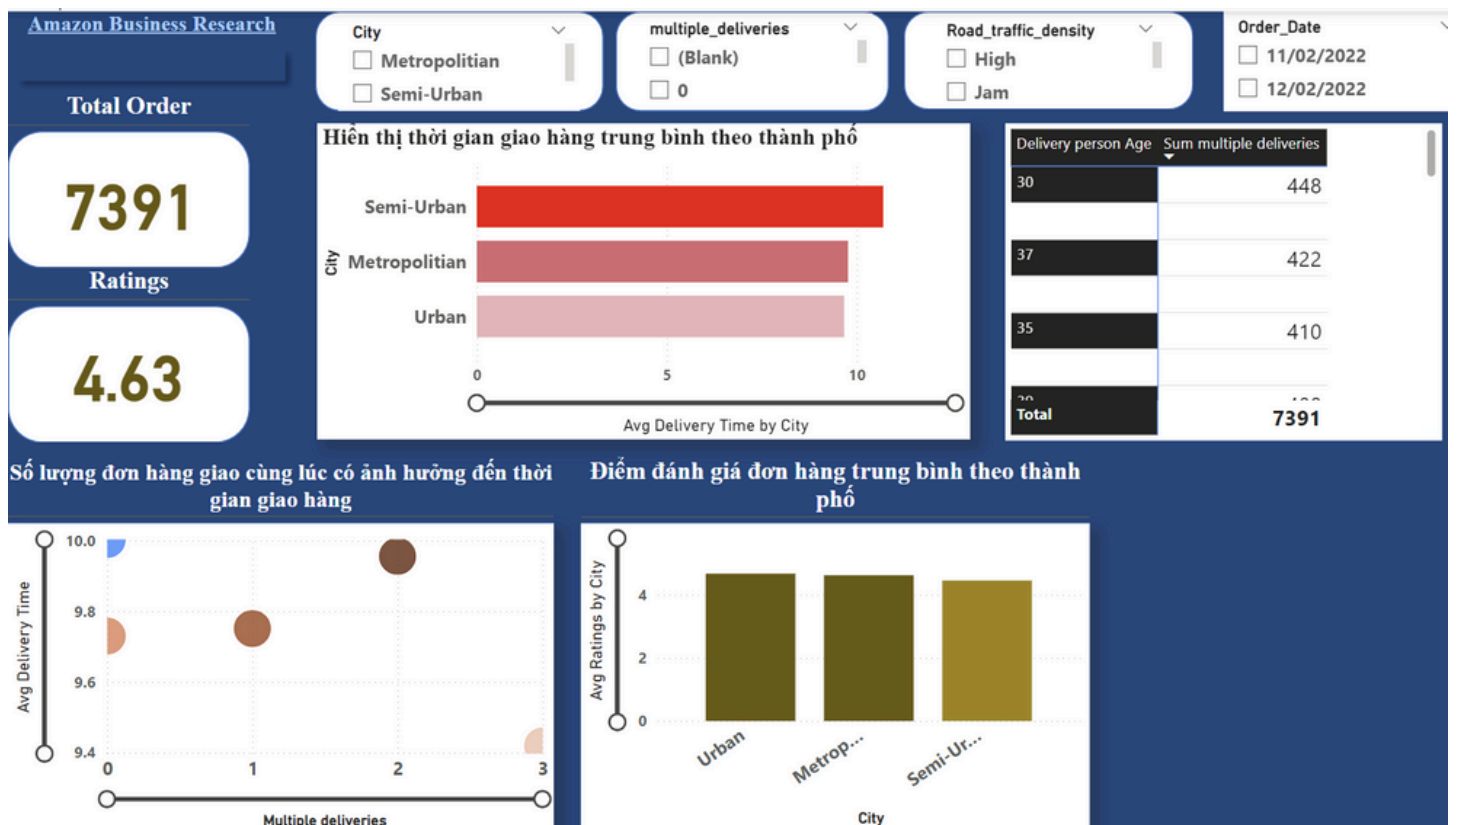 Amazon Business Research
City
Metropolitian
Semi-Urban
multiple_deliveries
(Blank)
0
Road_traffic_density
High
Jam
Order_Date
11/02/2022
12/02/2022
Total Order
7391
Ratings
4.63
Hiển thị thời gian giao hàng trung bình theo thành phố
City
Semi-Urban
Metropolitian
Urban
0 5 10
Avg Delivery Time by City
Delivery person Age Sum multiple deliveries
30 448
37 422
35 410
Total 7391
Số lượng đơn hàng giao cùng lúc có ảnh hưởng đến thời
gian giao hàng
Avg Delivery Time
10.0
9.8
9.6
9.4
0 1 2 3
Multiple deliveries
Điểm đánh giá đơn hàng trung bình theo thành
phố
Avg Ratings by City
4
2
0
Urban Metrop... Semi-Ur...
City